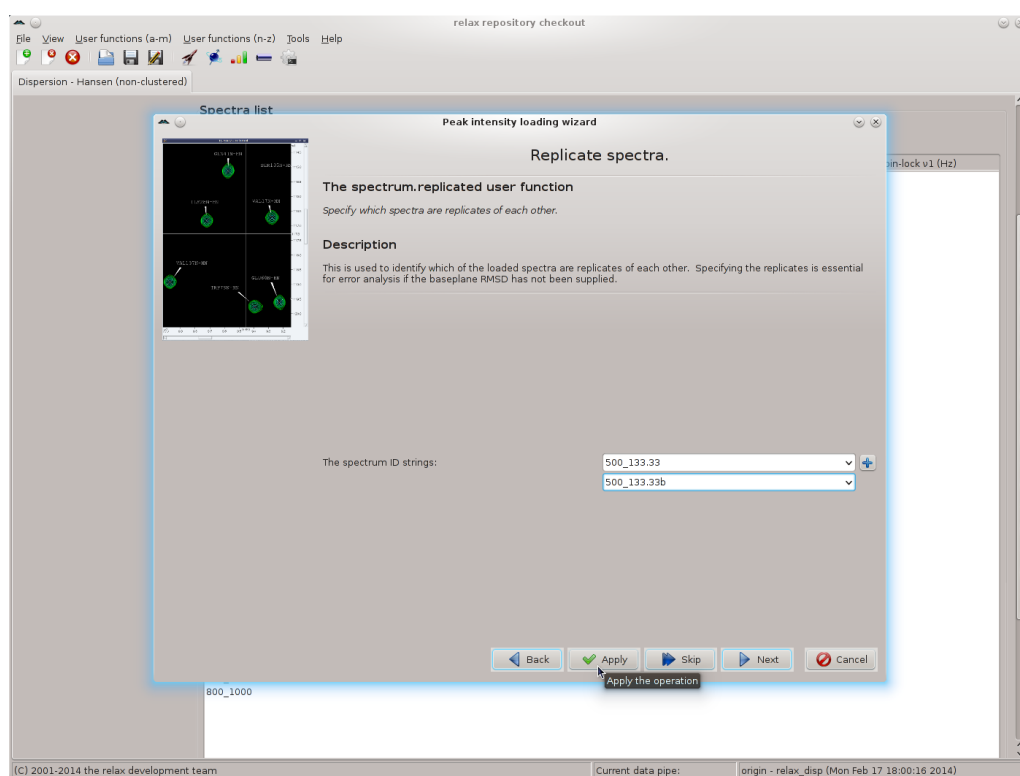 relax repository checkout
File View User functions (a-m) User functions (n-z) Tools Help
Dispersion - Hansen (non-clustered)
Spectra list
Peak intensity loading wizard
in-lock ν1 (Hz)
Replicate spectra.
The spectrum.replicated user function
Specify which spectra are replicates of each other.
Description
This is used to identify which of the loaded spectra are replicates of each other. Specifying the replicates is essential
for error analysis if the baseplane RMSD has not been supplied.
The spectrum ID strings:
500_133.33
500_133.33b
Back Apply Skip Next Cancel
Apply the operation
800_1000
(C) 2001-2014 the relax development team
Current data pipe:
origin - relax_disp (Mon Feb 17 18:00:16 2014)